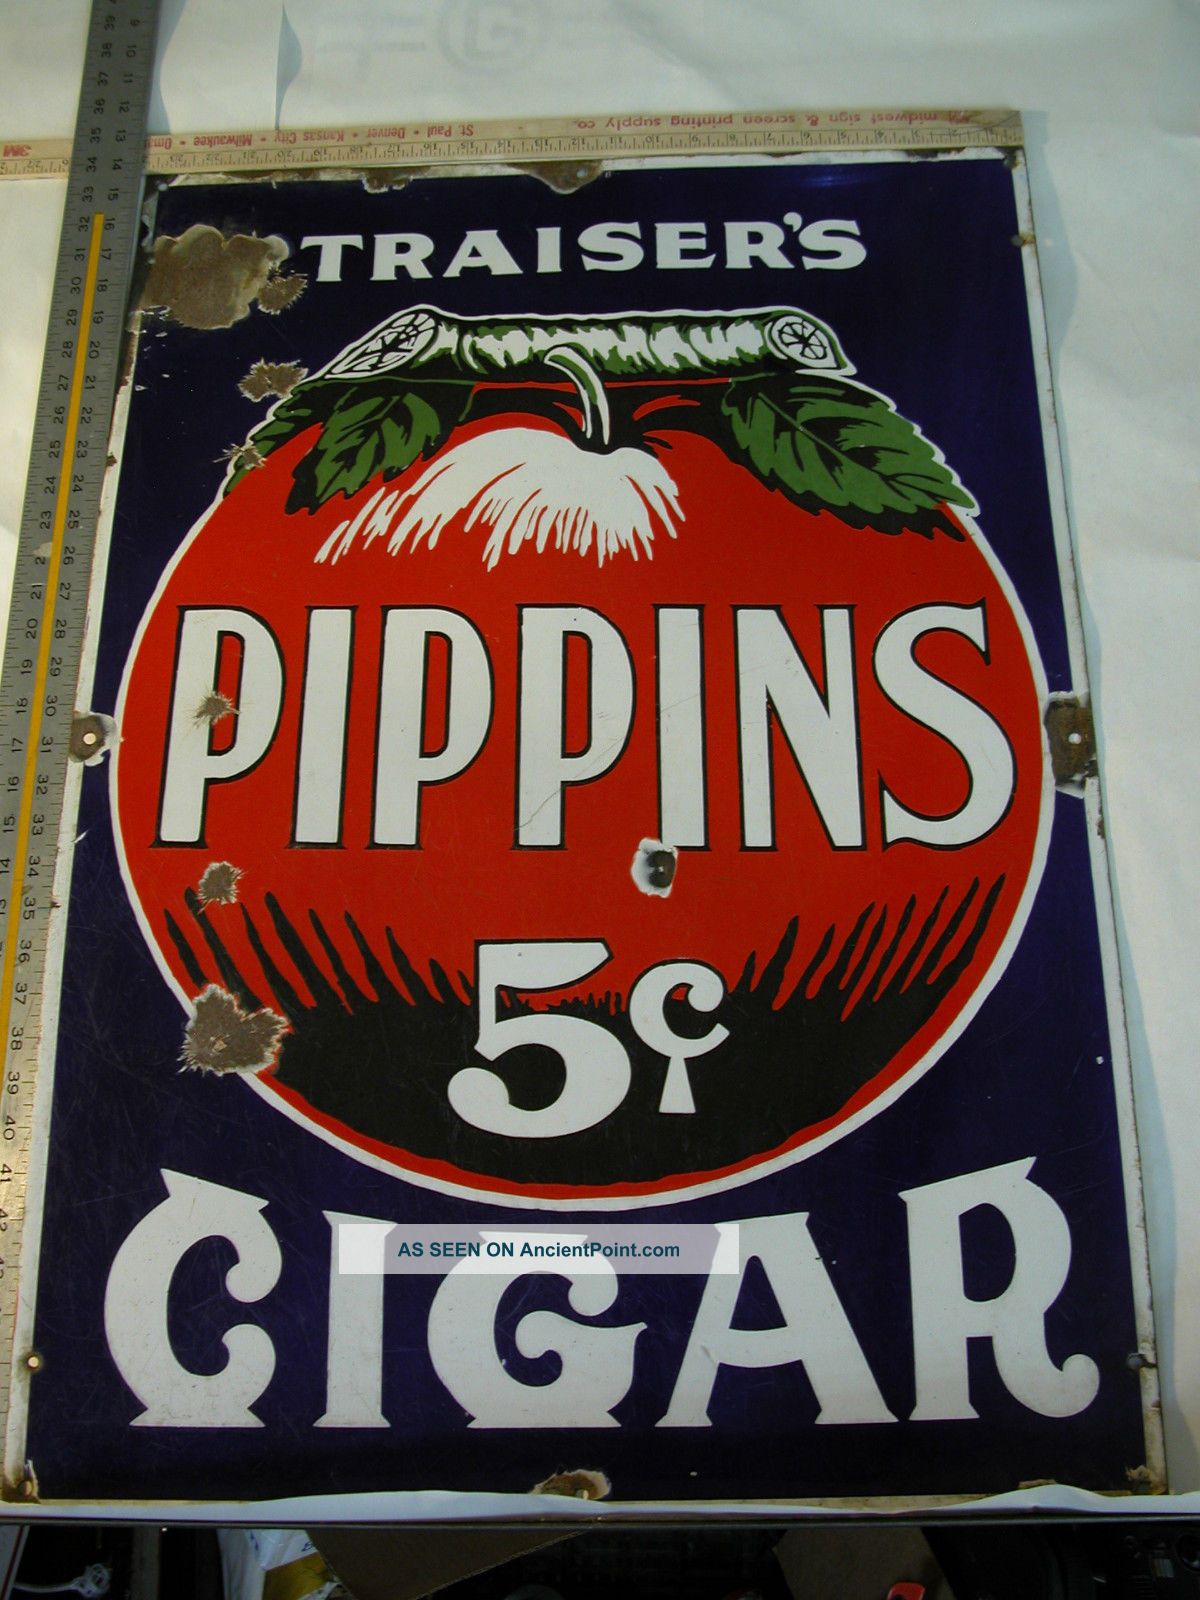 midwest sign & screen printing supply co.
St. Paul • Denver • Kansas City • Milwaukee •
3M
TRAISER'S
PIPPINS
5¢
CIGAR
AS SEEN ON AncientPoint.com